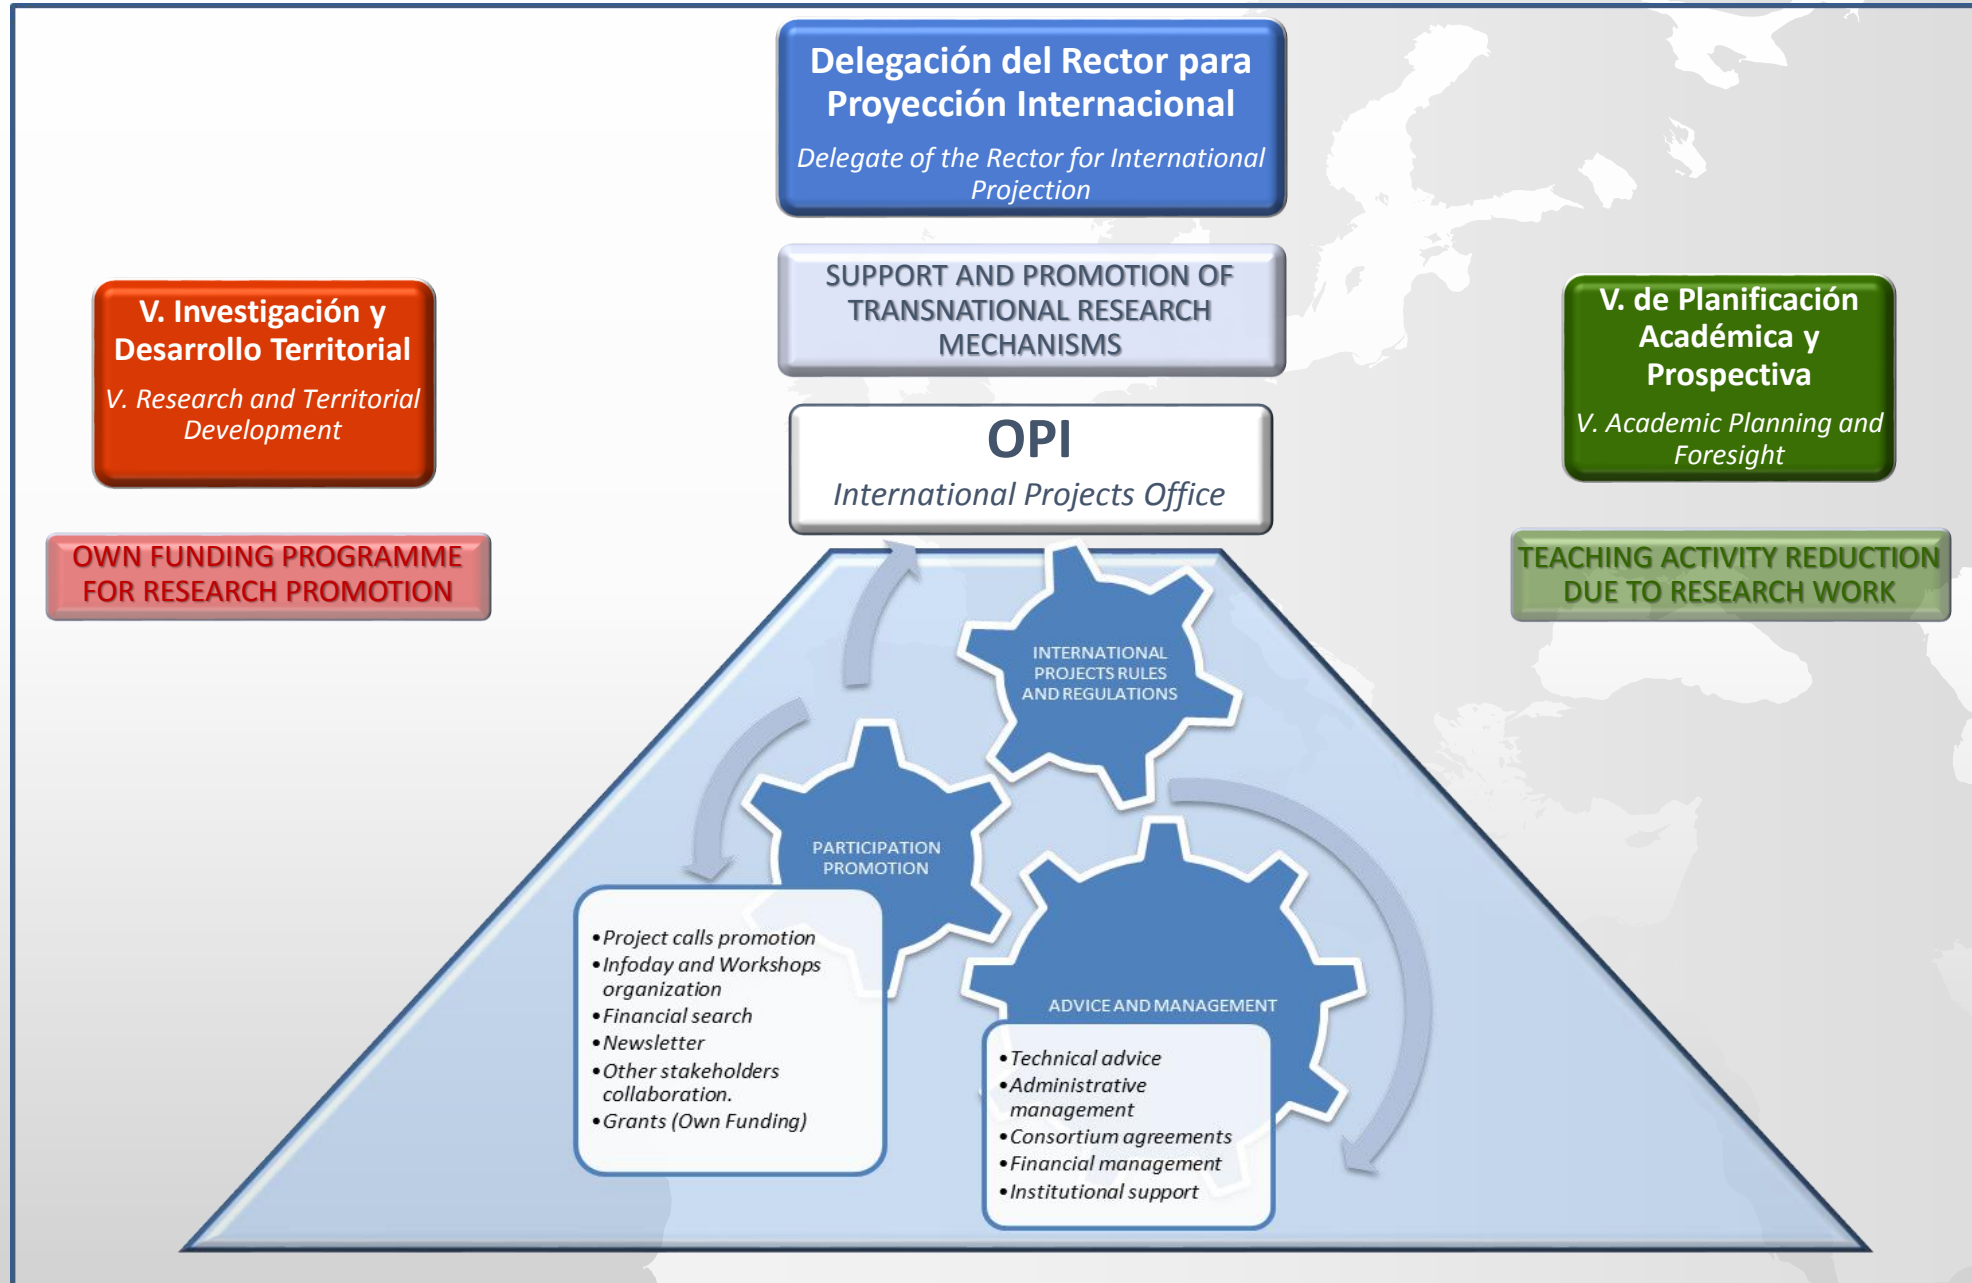 Delegación del Rector para
Proyección Internacional
Delegate of the Rector for International
Projection
SUPPORT AND PROMOTION OF
TRANSNATIONAL RESEARCH
MECHANISMS
OPI
International Projects Office
V. Investigación y
Desarrollo Territorial
V. Research and Territorial
Development
OWN FUNDING PROGRAMME
FOR RESEARCH PROMOTION
V. de Planificación
Académica y
Prospectiva
V. Academic Planning and
Foresight
TEACHING ACTIVITY REDUCTION
DUE TO RESEARCH WORK
INTERNATIONAL
PROJECTS RULES
AND REGULATIONS
PARTICIPATION
PROMOTION
•Project calls promotion
•Infoday and Workshops
organization
•Financial search
•Newsletter
•Other stakeholders
collaboration.
•Grants (Own Funding)
ADVICE AND MANAGEMENT
•Technical advice
•Administrative
management
•Consortium agreements
•Financial management
•Institutional support